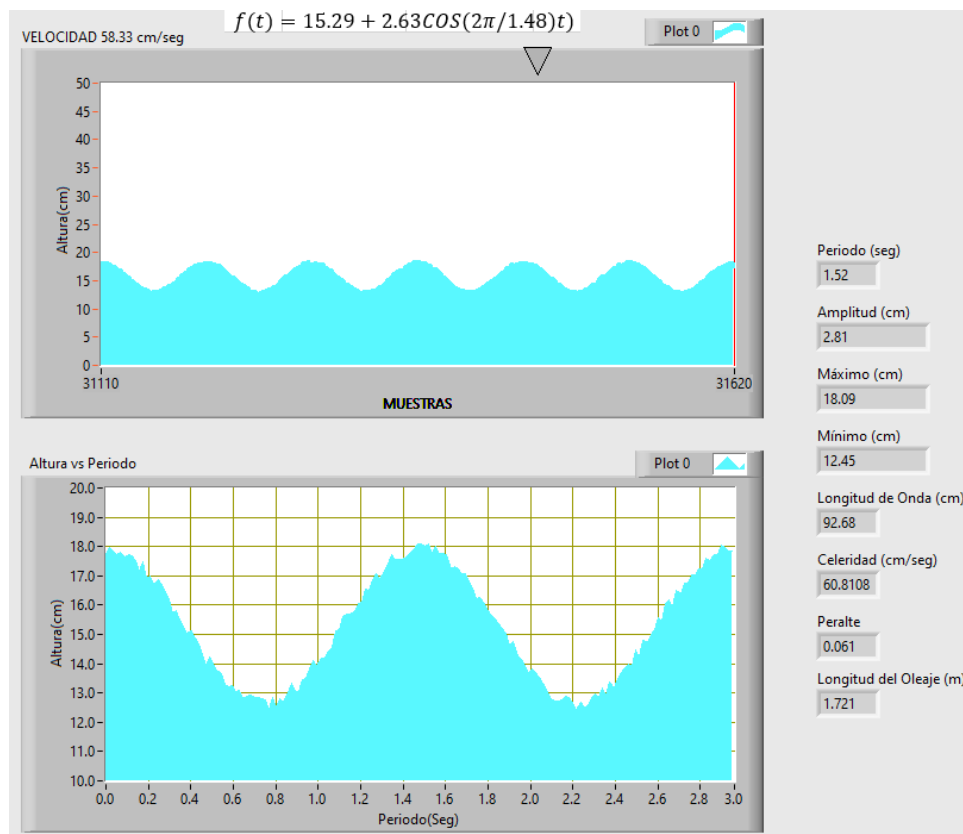 f(t) = 15.29 + 2.63COS(2π/1.48)t)
VELOCIDAD 58.33 cm/seg
Plot 0
50
45
40
35
30
25
20
15
10
5
0
Altura(cm)
31110
31620
MUESTRAS
Altura vs Periodo
Plot 0
20.0
19.0
18.0
17.0
16.0
15.0
14.0
13.0
12.0
11.0
10.0
Altura(cm)
0.0 0.2 0.4 0.6 0.8 1.0 1.2 1.4 1.6 1.8 2.0 2.2 2.4 2.6 2.8 3.0
Periodo(Seg)
Periodo (seg)
1.52
Amplitud (cm)
2.81
Máximo (cm)
18.09
Mínimo (cm)
12.45
Longitud de Onda (cm)
92.68
Celeridad (cm/seg)
60.8108
Peralte
0.061
Longitud del Oleaje (m)
1.721